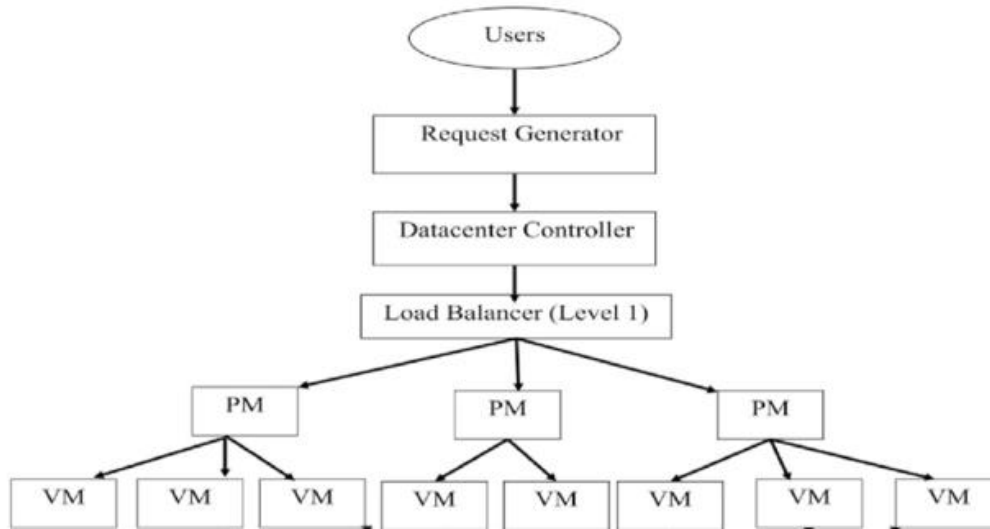 Users
Request Generator
Datacenter Controller
Load Balancer (Level 1)
PM
PM
PM
VM
VM
VM
VM
VM
VM
VM
VM